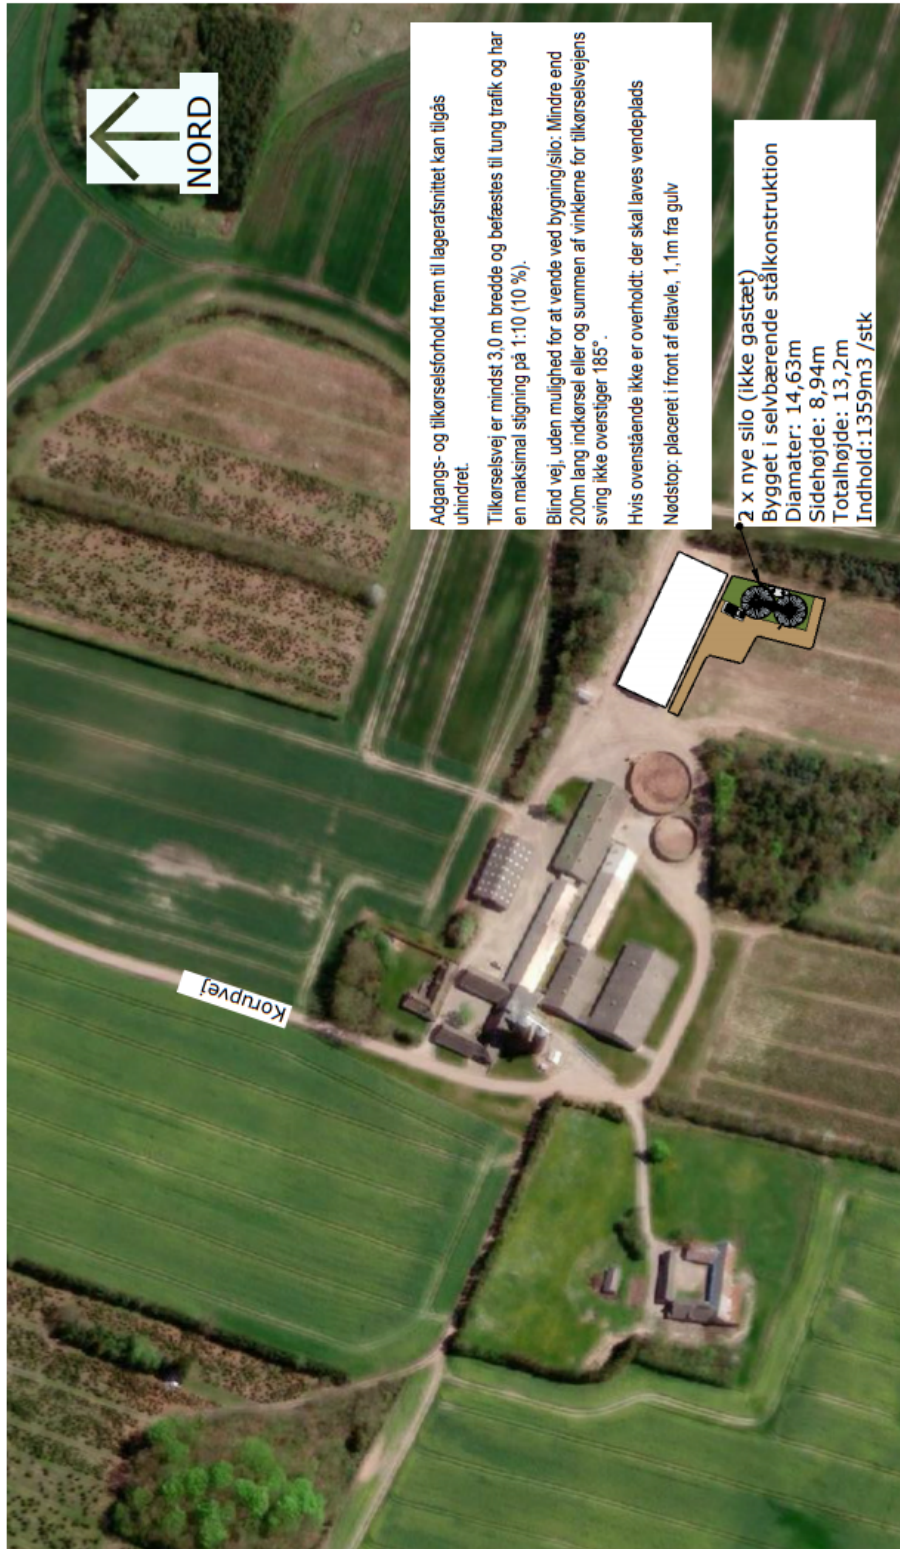 NORD
Adgangs- og tilkørselsforhold frem til lagerafsnittet kan tilgås
uhindret.
Tilkørselsvej er mindst 3,0 m bredde og befæstes til tung trafik og har
en maksimal stigning på 1:10 (10 %).
Blind vej, uden mulighed for at vende ved bygning/silo: Mindre end
200m lang indkørsel eller og summen af vinklerne for tilkørselsvejens
sving ikke overstiger 185°.
Hvis ovenstående ikke er overholdt: der skal laves vendeplads
Nødstop: placeret i front af eltavle, 1,1m fra gulv
2 x nye silo (ikke gastæt)
Bygget i selvbærende stålkonstruktion
Diamater: 14,63m
Sidehøjde: 8,94m
Totalhøjde: 13,2m
Indhold:1359m3 /stk
Korupvej